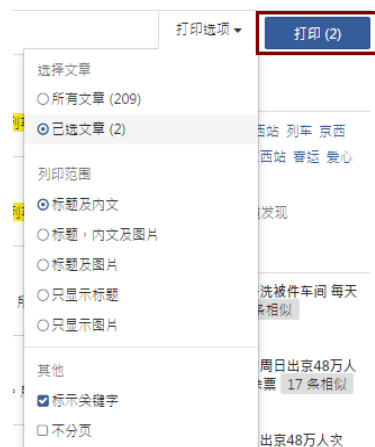 打印选项▾
打印 (2)
选择文章
所有文章 (209)
已选文章 (2)
西站 列车 京西
西站 春运 爱心
列印范围
标题及内文
发现
标题，内文及图片
标题及图片
只显示标题
洗被件车间 每天
条相似
只显示图片
其他
周日出京48万人
票 17 条相似
标示关键字
不分页
出京48万人次